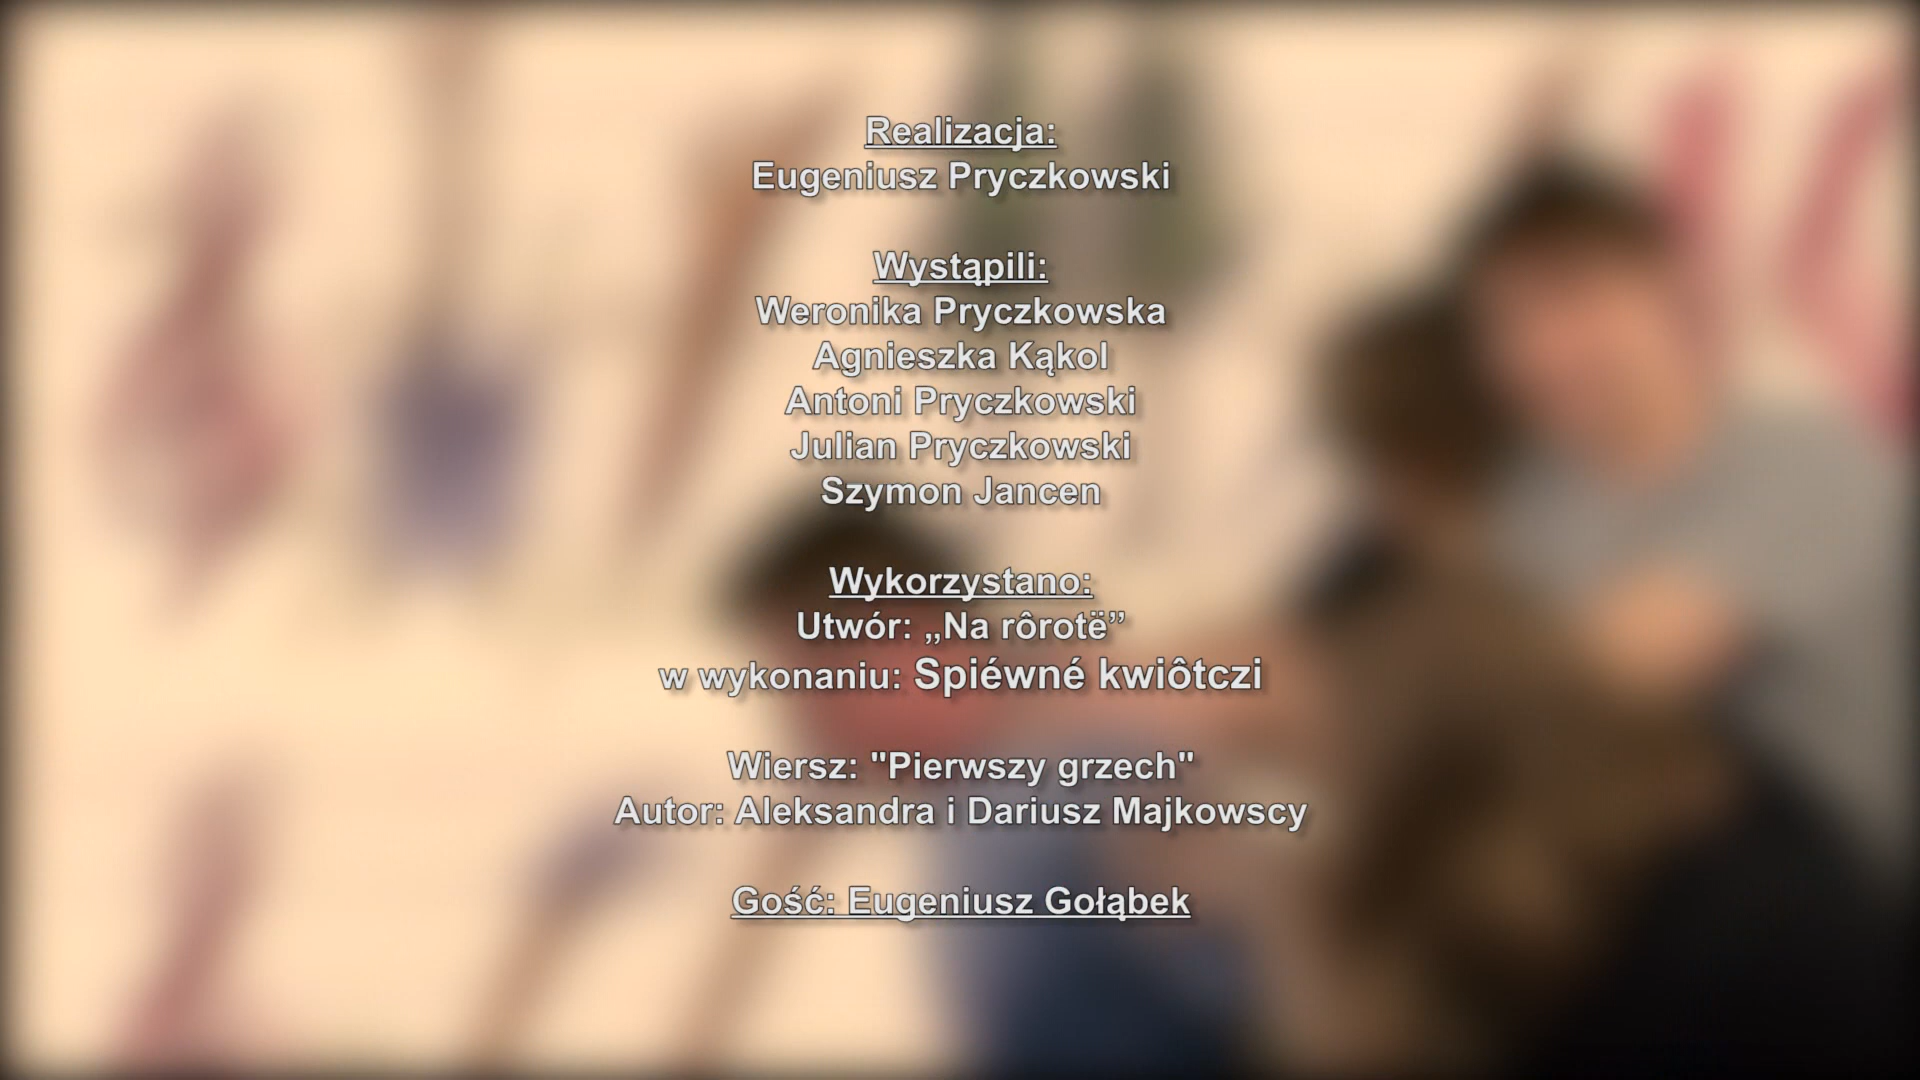 Realizacja:
Eugeniusz Pryczkowski
Wystąpili:
Weronika Pryczkowska
Agnieszka Kąkol
Antoni Pryczkowski
Julian Pryczkowski
Szymon Jancen
Wykorzystano:
Utwór: „Na rôrotë”
w wykonaniu: Spiéwné kwiôtczi
Wiersz: "Pierwszy grzech"
Autor: Aleksandra i Dariusz Majkowscy
Gość: Eugeniusz Gołąbek